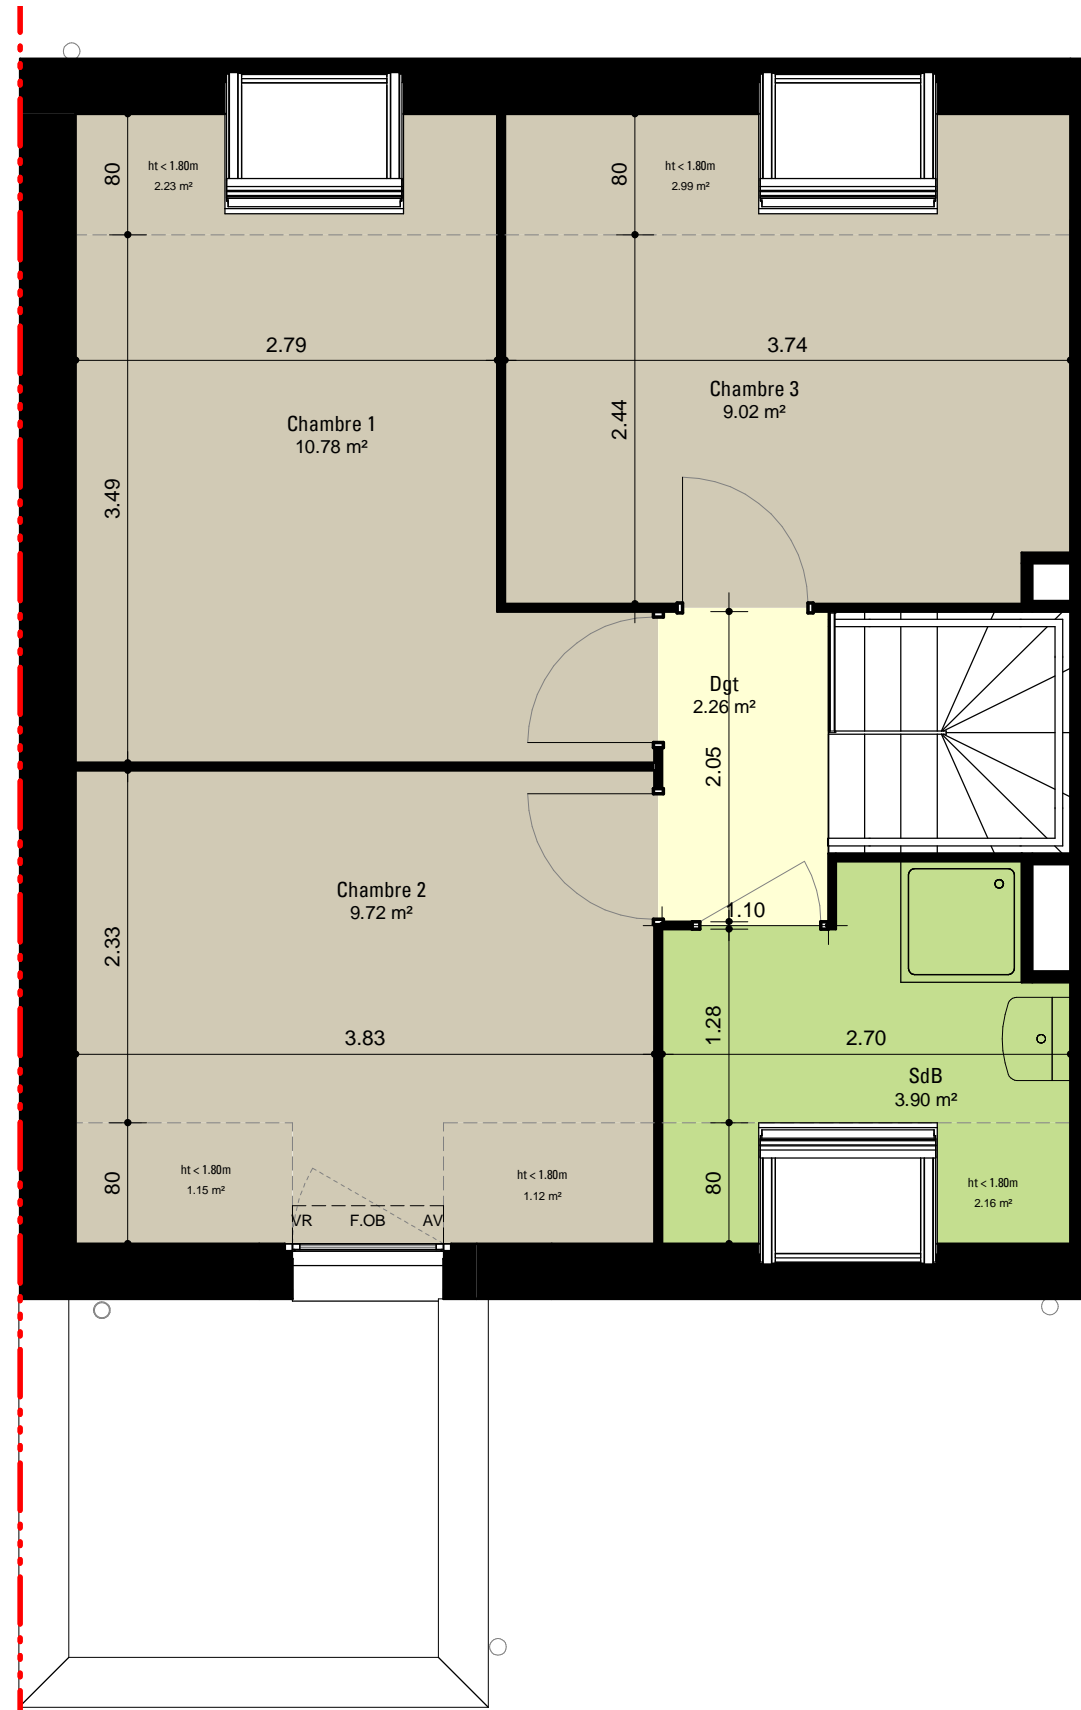 80
ht < 1.80m
2.23 m²
80
ht < 1.80m
2.99 m²
2.79
3.74
Chambre 1
10.78 m²
Chambre 3
9.02 m²
2.44
3.49
Dgt
2.26 m²
2.05
Chambre 2
9.72 m²
1.10
2.33
1.28
3.83
2.70
SdB
3.90 m²
80
ht < 1.80m
1.15 m²
ht < 1.80m
1.12 m²
80
ht < 1.80m
2.16 m²
VR F.OB AV